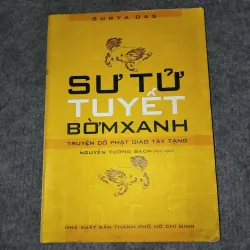 SURYA DAS
SƯ TỬ
TUYẾT
BỜM XANH
TRUYỆN CỔ PHẬT GIÁO TÂY TẠNG
NGUYỄN TƯỜNG BÁCH
NHÀ XUẤT BẢN THÀNH PHỐ HỒ CHÍ MINH